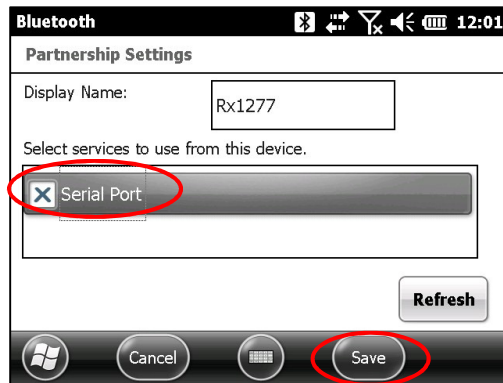 Bluetooth 12:01
Partnership Settings
Display Name: Rx1277
Select services to use from this device.
Serial Port
Refresh
Cancel Save